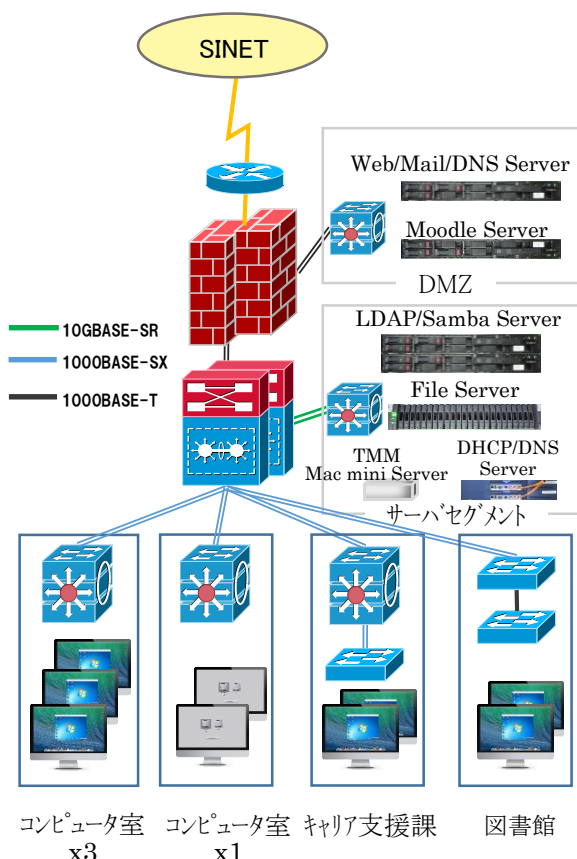 SINET
Web/Mail/DNS Server
Moodle Server
DMZ
10GBASE-SR
1000BASE-SX
1000BASE-T
LDAP/Samba Server
File Server
TMM
Mac mini Server
DHCP/DNS
Server
サーバセグメント
コンピュータ室
x3
コンピュータ室
x1
キャリア支援課
図書館